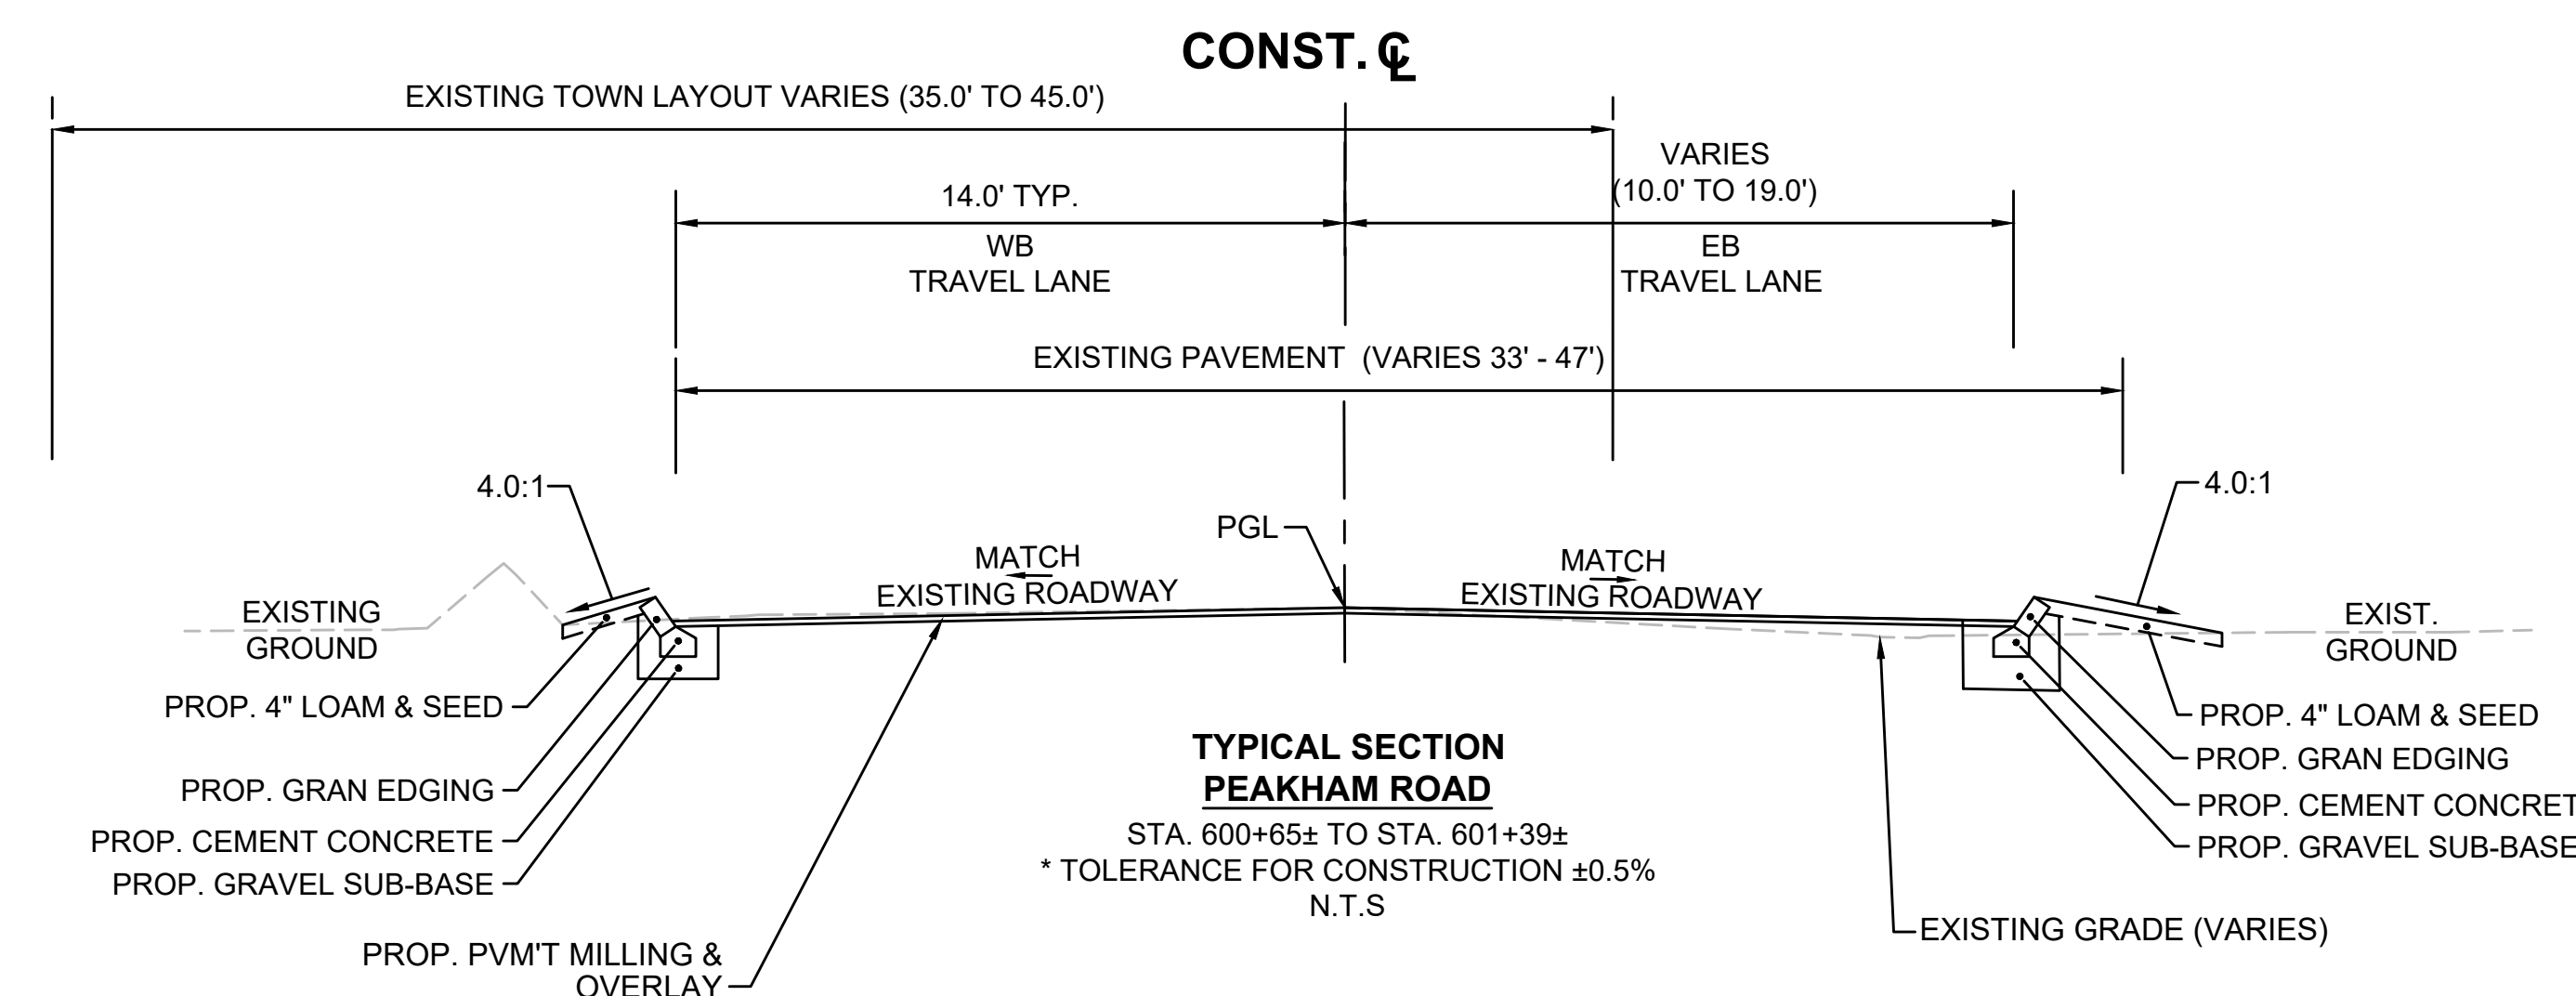 CONST. ℄
EXISTING TOWN LAYOUT VARIES (35.0' TO 45.0')
VARIES
(10.0' TO 19.0')
14.0' TYP.
WB
TRAVEL LANE
EB
TRAVEL LANE
EXISTING PAVEMENT (VARIES 33' - 47')
4.0:1
4.0:1
PGL
MATCH
EXISTING ROADWAY
MATCH
EXISTING ROADWAY
EXISTING
GROUND
EXIST.
GROUND
PROP. 4" LOAM & SEED
PROP. GRAN EDGING
PROP. CEMENT CONCRETE
PROP. GRAVEL SUB-BASE
PROP. PVM'T MILLING &
OVERLAY
TYPICAL SECTION
PEAKHAM ROAD
STA. 600+65± TO STA. 601+39±
* TOLERANCE FOR CONSTRUCTION ±0.5%
N.T.S
PROP. 4" LOAM & SEED
PROP. GRAN EDGING
PROP. CEMENT CONCRET
PROP. GRAVEL SUB-BASE
EXISTING GRADE (VARIES)